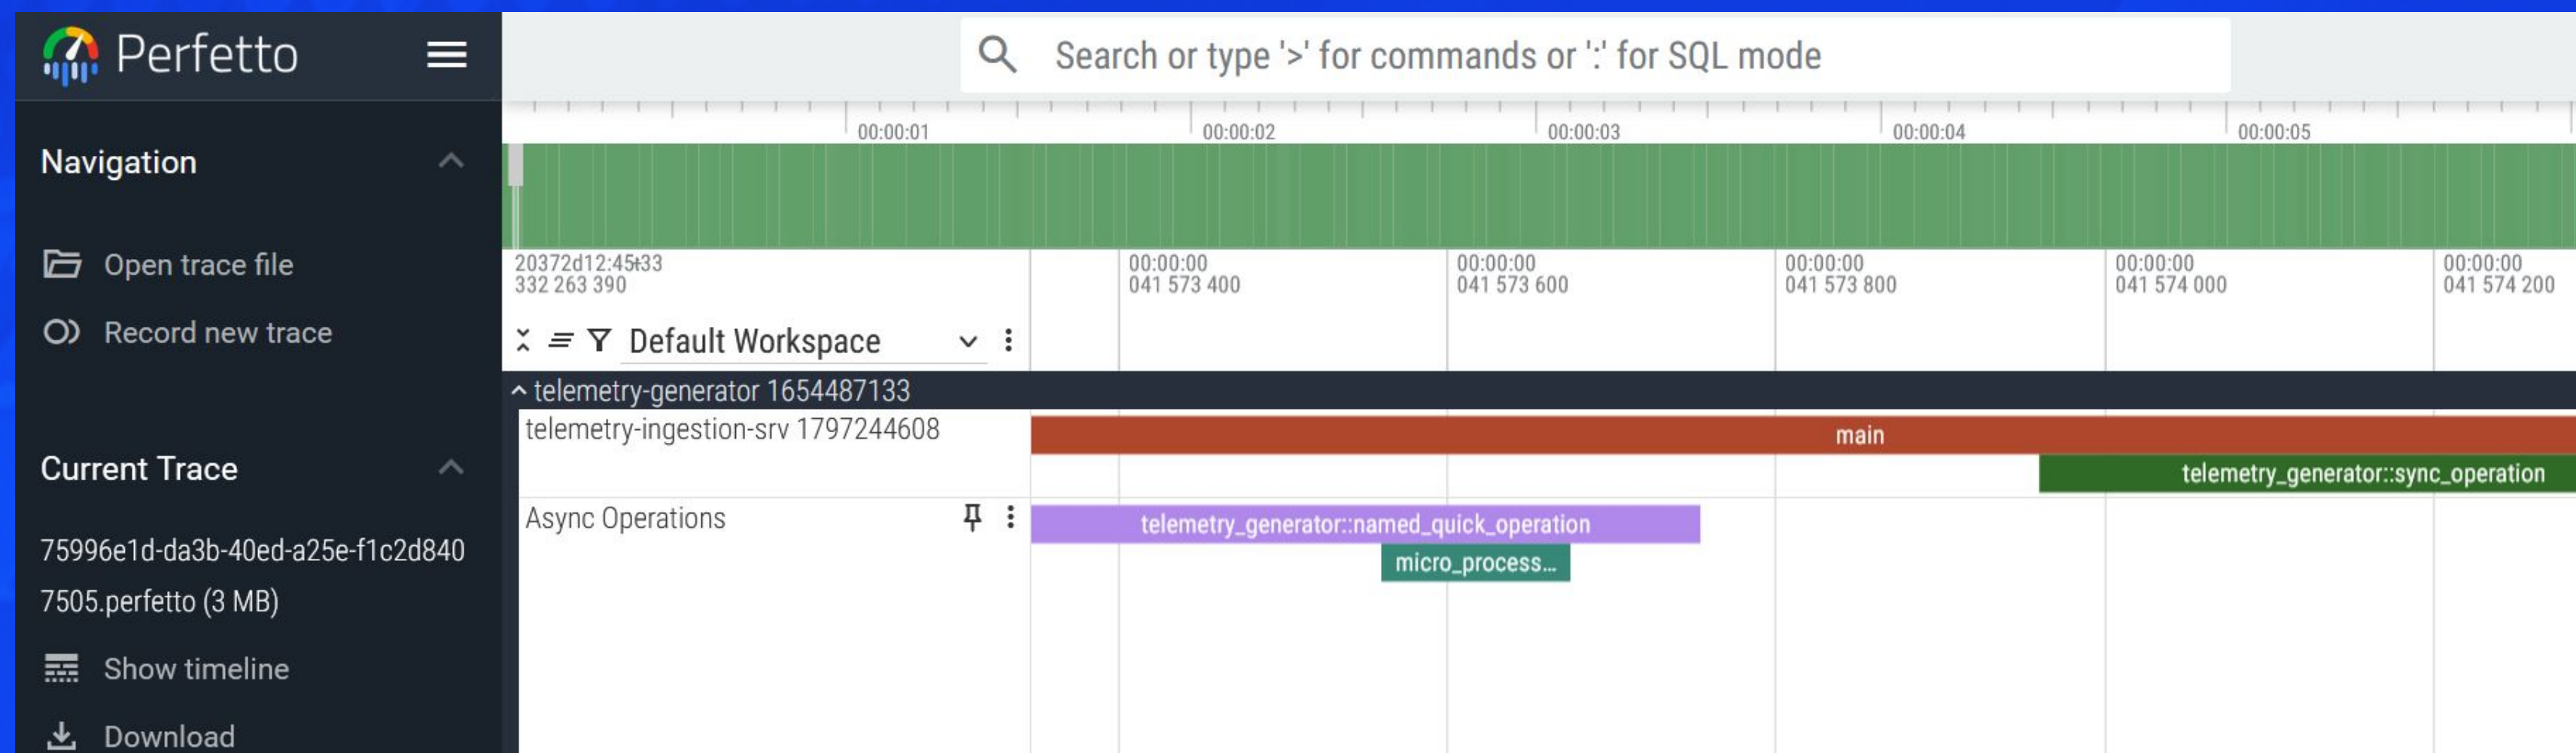 Perfetto
Search or type '>' for commands or ':' for SQL mode
Navigation
Open trace file
Record new trace
Current Trace
75996e1d-da3b-40ed-a25e-f1c2d840
7505.perfetto (3 MB)
Show timeline
Download
00:00:01
00:00:02
00:00:03
00:00:04
00:00:05
20372d12:45:33
332 263 390
+
00:00:00
041 573 400
00:00:00
041 573 600
00:00:00
041 573 800
00:00:00
041 574 000
00:00:00
041 574 200
Default Workspace
telemetry-generator 1654487133
telemetry-ingestion-srv 1797244608
main
telemetry_generator::sync_operation
Async Operations
telemetry_generator::named_quick_operation
micro_process...